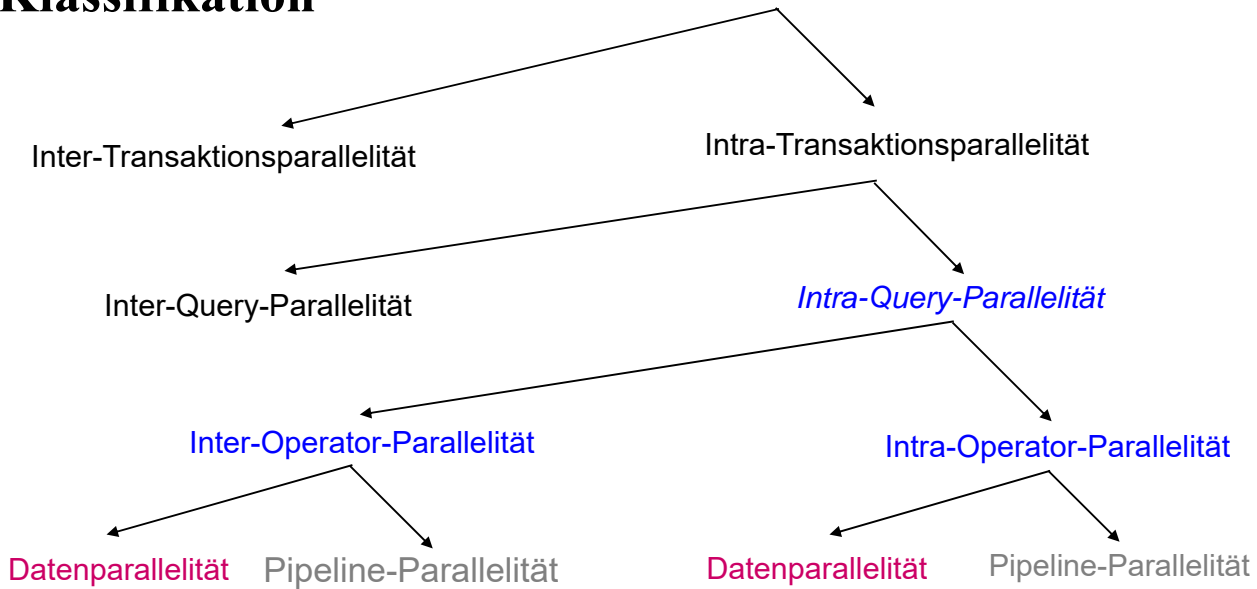 Klassifikation
Inter-Transaktionsparallelität
Intra-Transaktionsparallelität
Inter-Query-Parallelität
Intra-Query-Parallelität
Inter-Operator-Parallelität
Intra-Operator-Parallelität
Datenparallelität
Pipeline-Parallelität
Datenparallelität
Pipeline-Parallelität